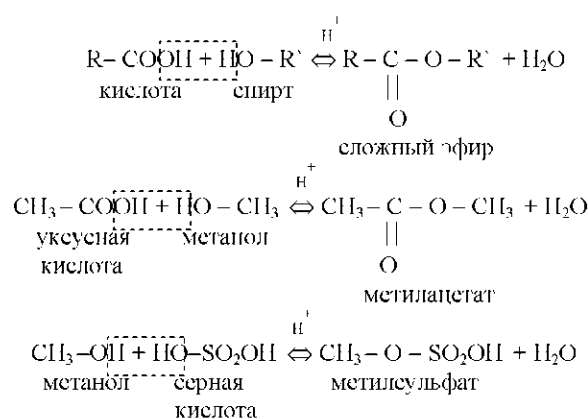 H⁺
R – COOH + HO – R` ⇔ R – C – O – R` + H₂O
кислота спирт || 
O
сложный эфир
H⁺
CH₃ – COOH + HO – CH₃ ⇔ CH₃ – C – O – CH₃ + H₂O
уксусная метанол ||
кислота O
метилацетат
H⁺
CH₃ –OH + HO–SO₂OH ⇔ CH₃ – O – SO₂OH + H₂O
метанол серная метилсульфат
кислота